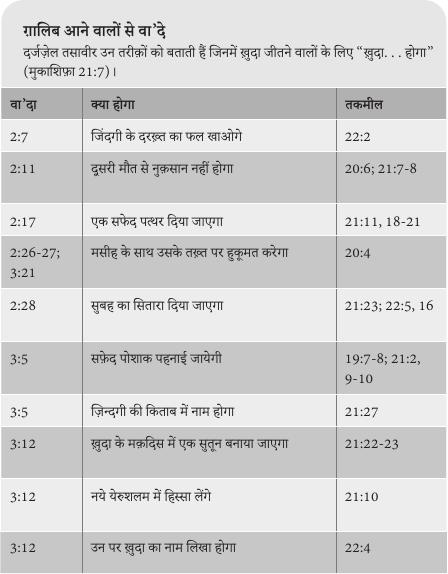 ग़ालिब आने वालों से वा’दे
दर्जज़ेल तसावीर उन तरीक़ों को बताती हैं जिनमें ख़ुदा जीतने वालों के लिए “ख़ुदा. . . होगा”
(मुकाशिफ़ा 21:7)।
वा’दा क्या होगा तकमील
2:7 जिंदगी के दरख़्त का फल खाओगे 22:2
2:11 दूसरी मौत से नुक़सान नहीं होगा 20:6; 21:7-8
2:17 एक सफेद पत्थर दिया जाएगा 21:11, 18-21
2:26-27; मसीह के साथ उसके तख़्त पर हुकूमत करेगा 20:4
3:21
2:28 सुबह का सितारा दिया जाएगा 21:23; 22:5, 16
3:5 सफ़ेद पोशाक पहनाई जायेगी 19:7-8; 21:2,
9-10
3:5 ज़िन्दगी की किताब में नाम होगा 21:27
3:12 ख़ुदा के मक़दिस में एक सुतून बनाया जाएगा 21:22-23
3:12 नये येरुशलम में हिस्सा लेंगे 21:10
3:12 उन पर ख़ुदा का नाम लिखा होगा 22:4